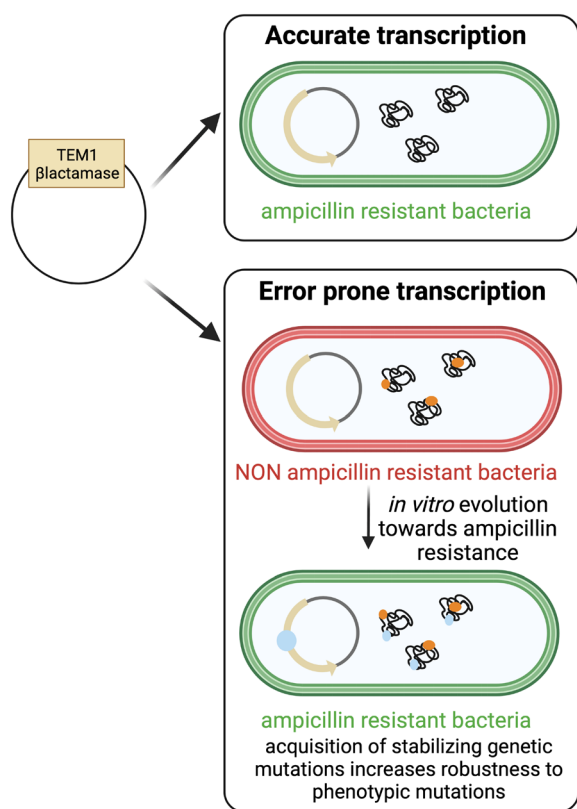 Accurate transcription
TEM1
βlactamase
ampicillin resistant bacteria
Error prone transcription
NON ampicillin resistant bacteria
in vitro evolution
towards ampicillin
resistance
ampicillin resistant bacteria
acquisition of stabilizing genetic
mutations increases robustness to
phenotypic mutations